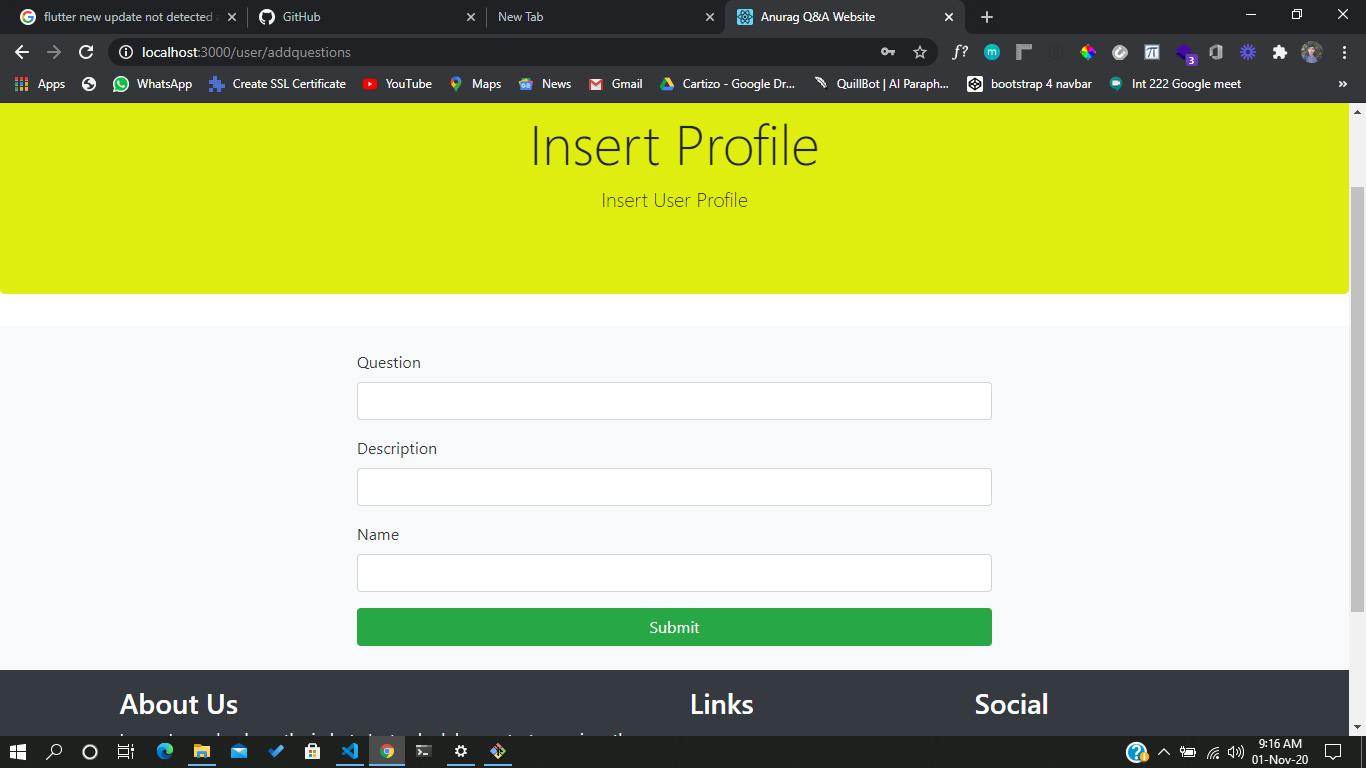 flutter new update not detected
GitHub
New Tab
Anurag Q&A Website
localhost:3000/user/addquestions
f?
m
3
Apps
WhatsApp
Create SSL Certificate
YouTube
Maps
News
Gmail
Cartizo - Google Dr...
QuillBot | AI Paraph...
bootstrap 4 navbar
Int 222 Google meet
»
Insert Profile
Insert User Profile
Question
Description
Name
Submit
About Us
Links
Social
9:16 AM
01-Nov-20